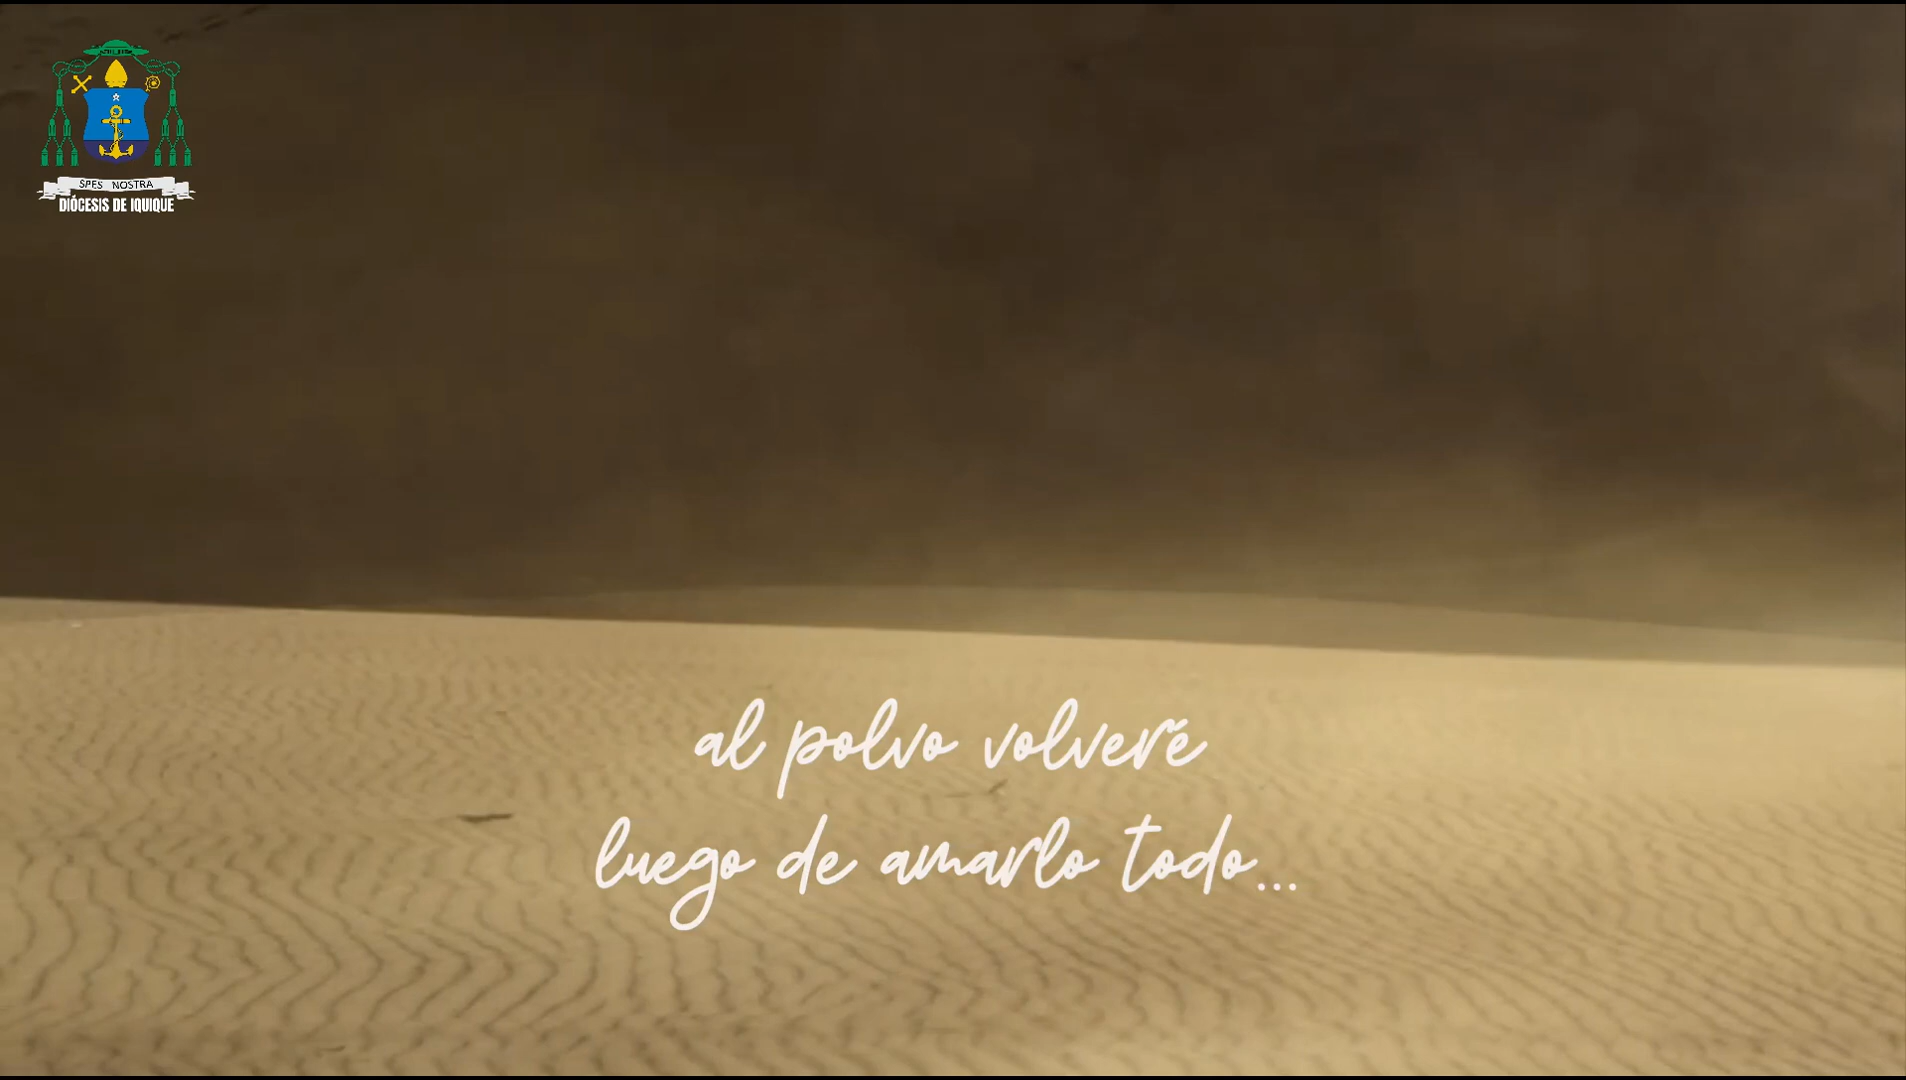 SPES NOSTRA
DIÓCESIS DE IQUIQUE
al polvo volveré
luego de amarlo todo...